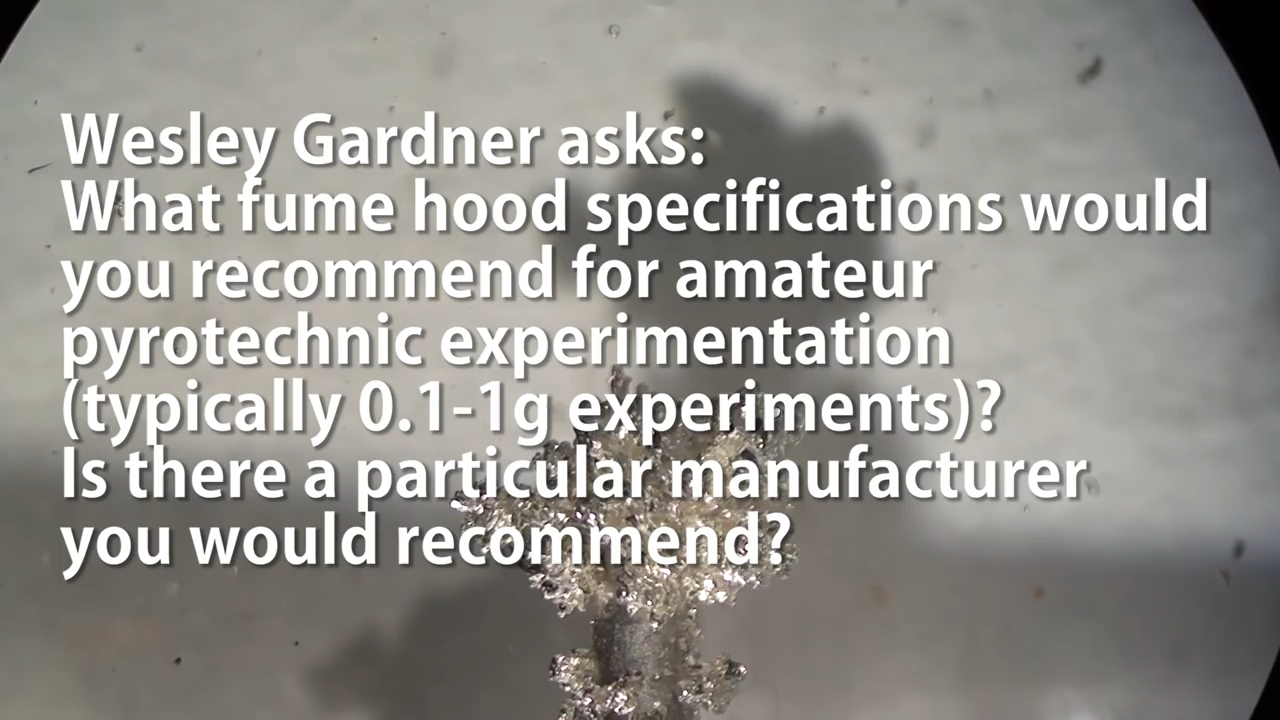 Wesley Gardner asks:
What fume hood specifications would
you recommend for amateur
pyrotechnic experimentation
(typically 0.1-1g experiments)?
Is there a particular manufacturer
you would recommend?